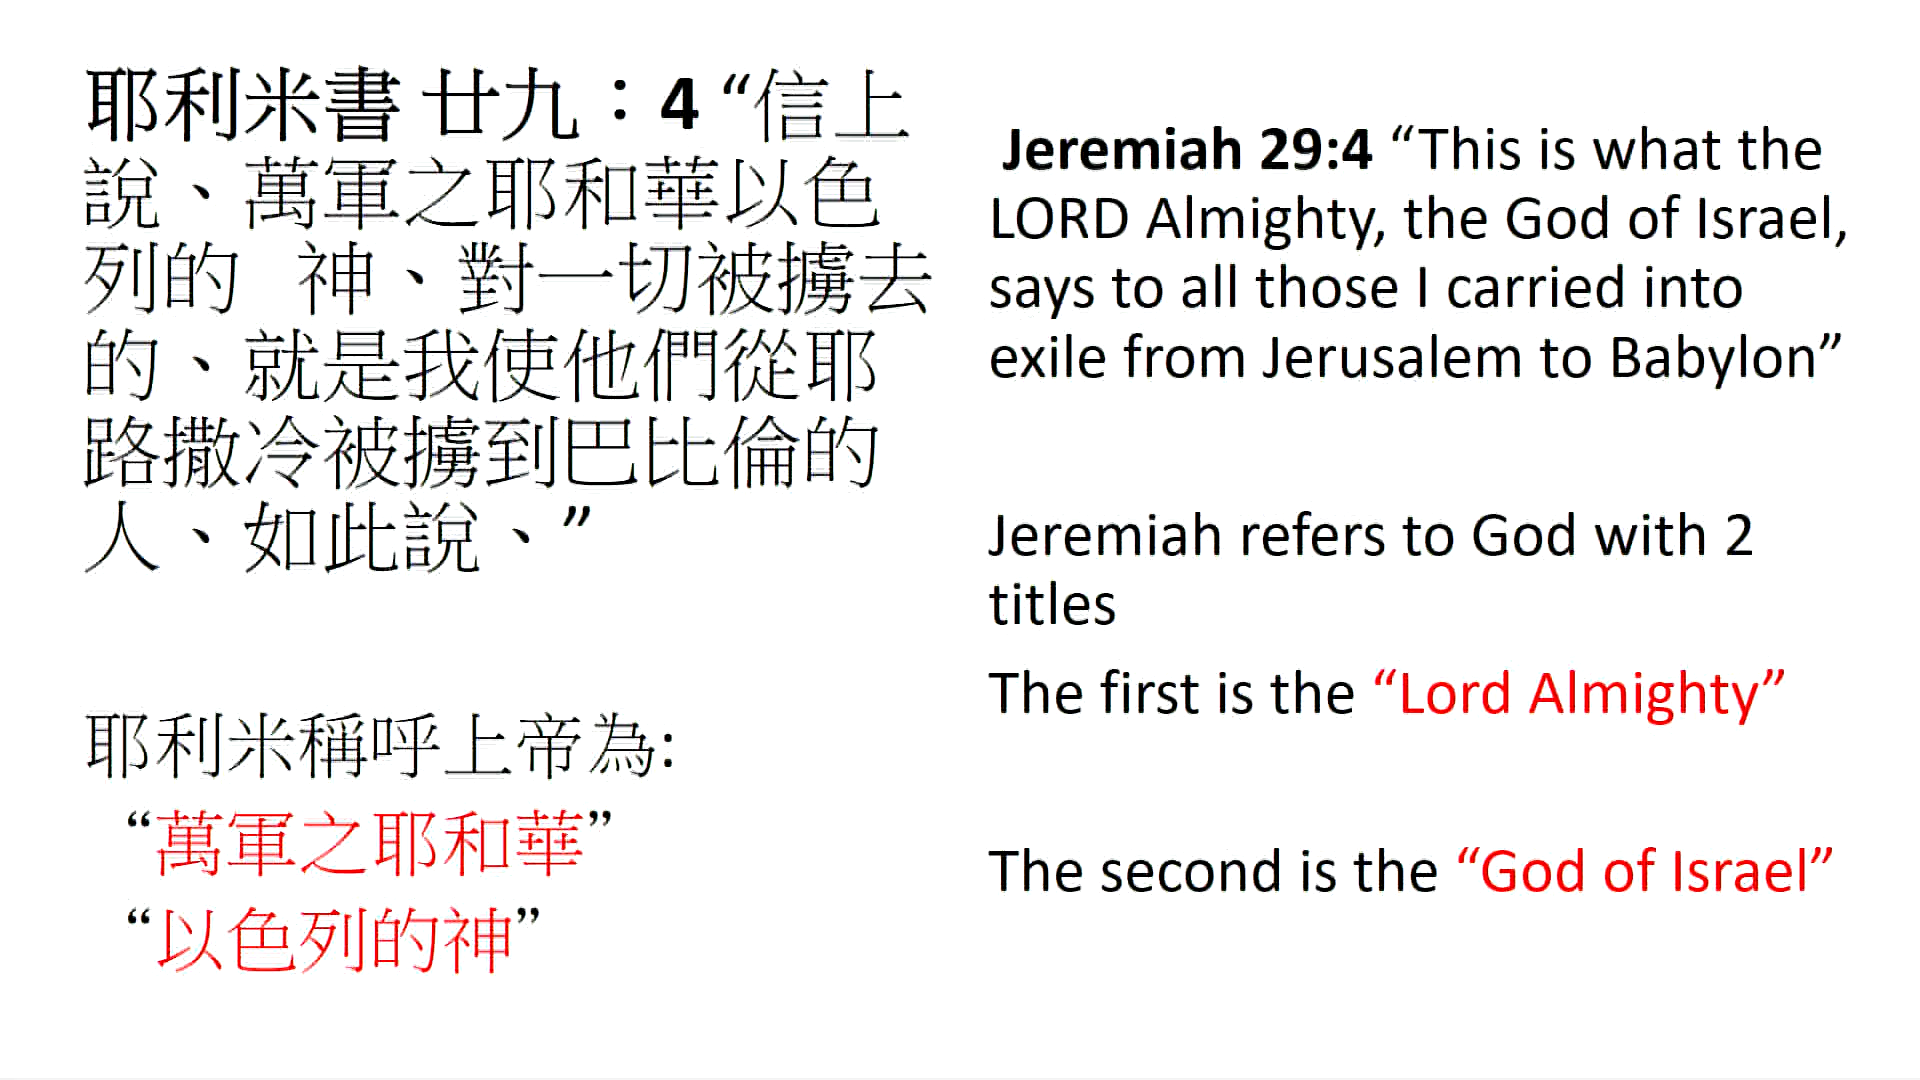 耶利米書 廿九：4 “信上
說、萬軍之耶和華以色
列的　神、對一切被擄去
的、就是我使他們從耶
路撒冷被擄到巴比倫的
人、如此說、”
耶利米稱呼上帝為:
“萬軍之耶和華”
“以色列的神”
Jeremiah 29:4 “This is what the
LORD Almighty, the God of Israel,
says to all those I carried into
exile from Jerusalem to Babylon”
Jeremiah refers to God with 2
titles
The first is the “Lord Almighty”
The second is the “God of Israel”